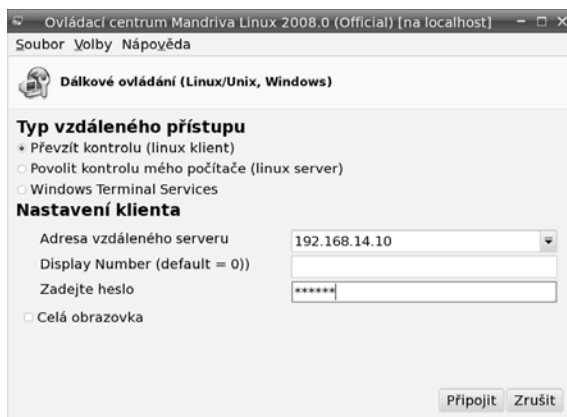 Ovládací centrum Mandriva Linux 2008.0 (Official) [na localhost]
Soubor Volby Nápověda
Dálkové ovládání (Linux/Unix, Windows)
Typ vzdáleného přístupu
Převzít kontrolu (linux klient)
Povolit kontrolu mého počítače (linux server)
Windows Terminal Services
Nastavení klienta
Adresa vzdáleného serveru 192.168.14.10
Display Number (default = 0))
Zadejte heslo ******
Celá obrazovka
Připojit Zrušit